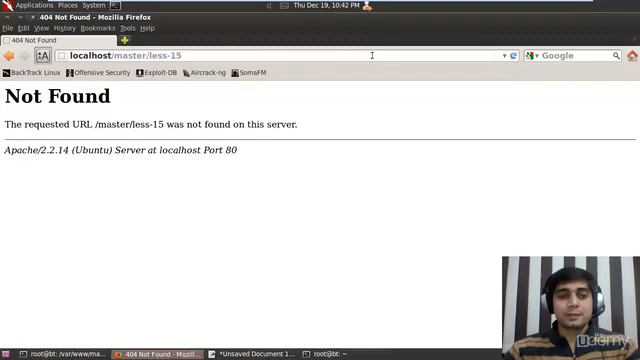 Applications Places System
Thu Dec 19, 10:42 PM
404 Not Found - Mozilla Firefox
File Edit View History Bookmarks Tools Help
404 Not Found
localhost/master/less-15
Google
BackTrack Linux Offensive Security Exploit-DB Aircrack-ng SomaFM
Not Found
The requested URL /master/less-15 was not found on this server.
Apache/2.2.14 (Ubuntu) Server at localhost Port 80
udemy
root@bt: /var/www/ma... 404 Not Found - Mozilla... *Unsaved Document 1... root@bt: ~